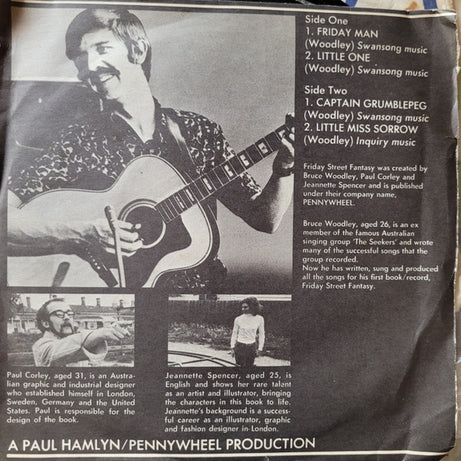 Side One
1. FRIDAY MAN
(Woodley) Swansong music
2. LITTLE ONE
(Woodley) Swansong music
Side Two
1. CAPTAIN GRUMBLEPEG
(Woodley) Swansong music
2. LITTLE MISS SORROW
(Woodley) Inquiry music
Friday Street Fantasy was created by
Bruce Woodley, Paul Corley and
Jeannette Spencer and is published
under their company name,
PENNYWHEEL.
Bruce Woodley, aged 26, is an ex
member of the famous Australian
singing group 'The Seekers' and wrote
many of the successful songs that the
group recorded.
Now he has written, sung and produced
all the songs for his first book/record,
Friday Street Fantasy.
Paul Corley, aged 31, is an Austra-
lian graphic and industrial designer
who established himself in London,
Sweden, Germany and the United
States. Paul is responsible for the
design of the book.
Jeannette Spencer, aged 25, is
English and shows her rare talent
as an artist and illustrator, bringing
the characters in this book to life.
Jeannette's background is a success-
ful career as an illustrator, graphic
and fashion designer in London.
A PAUL HAMLYN/PENNYWHEEL PRODUCTION